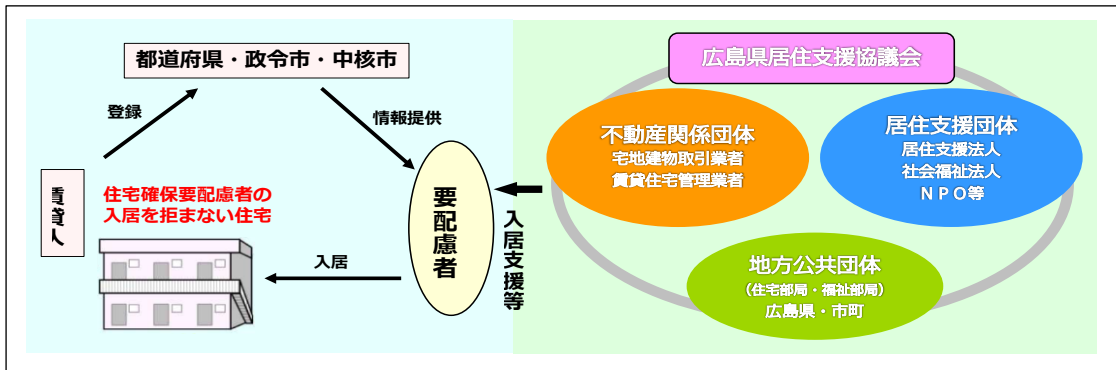 都道府県・政令市・中核市
登録
情報提供
賃貸人
住宅確保要配慮者の
入居を拒まない住宅
要配慮者
入居
入居支援等
広島県居住支援協議会
不動産関係団体
宅地建物取引業者
賃貸住宅管理業者
居住支援団体
居住支援法人
社会福祉法人
ＮＰＯ等
地方公共団体
（住宅部局・福祉部局）
広島県・市町